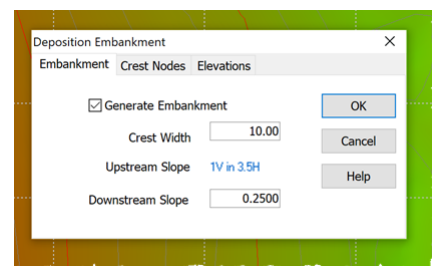 Deposition Embankment
Embankment Crest Nodes Elevations
Generate Embankment
OK
Crest Width 10.00
Cancel
Upstream Slope 1V in 3.5H
Help
Downstream Slope 0.2500